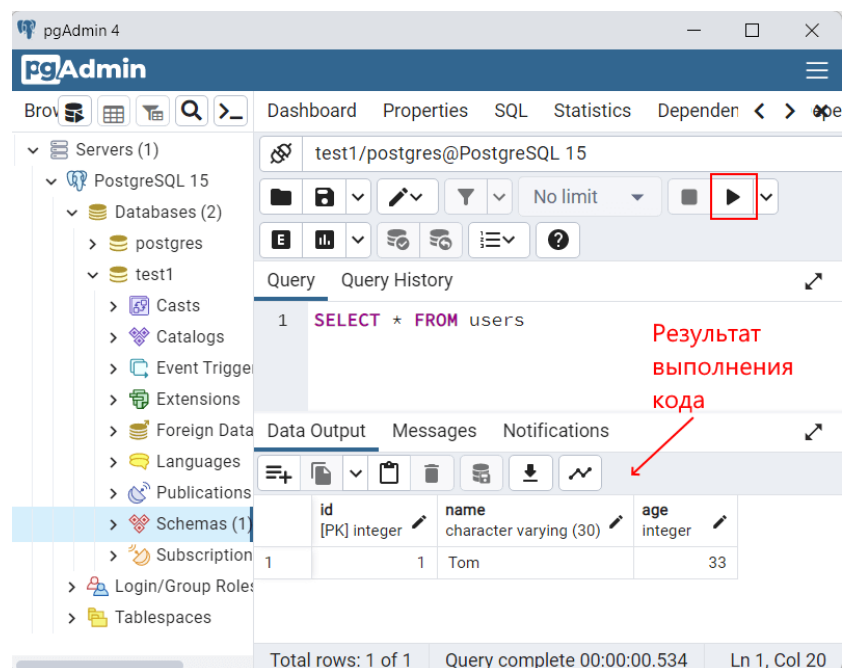 pgAdmin 4
pgAdmin
Brov
Dashboard Properties SQL Statistics Dependen
Servers (1)
PostgreSQL 15
Databases (2)
postgres
test1
Casts
Catalogs
Event Trigge
Extensions
Foreign Data
Languages
Publications
Schemas (1)
Subscription
Login/Group Roles
Tablespaces
test1/postgres@PostgreSQL 15
No limit
E
Query Query History
1 SELECT * FROM users
Результат
выполнения
кода
Data Output Messages Notifications
id name age
[PK] integer character varying (30) integer
1 1 Tom 33
Total rows: 1 of 1 Query complete 00:00:00.534 Ln 1, Col 20